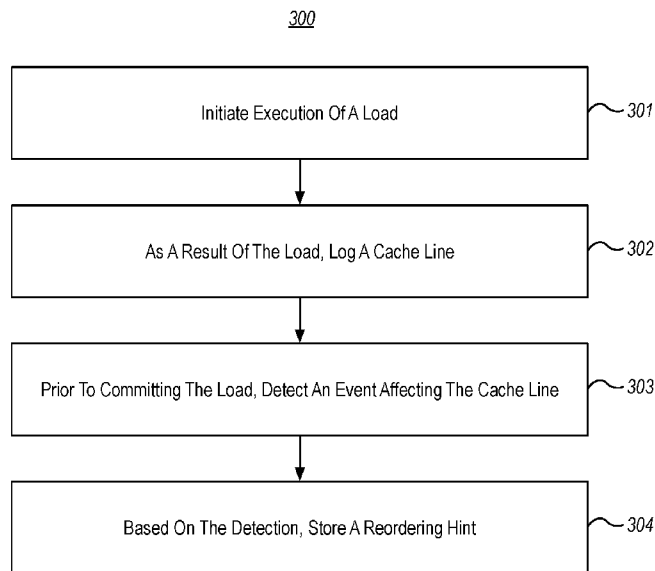 300
Initiate Execution Of A Load
301
As A Result Of The Load, Log A Cache Line
302
Prior To Committing The Load, Detect An Event Affecting The Cache Line
303
Based On The Detection, Store A Reordering Hint
304